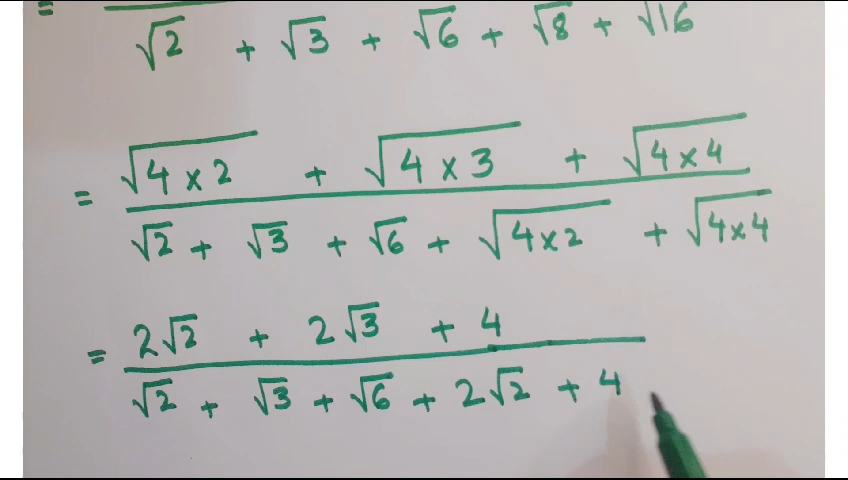 =
√2 + √3 + √6 + √8 + √16
√4×2 + √4×3 + √4×4
=
√2 + √3 + √6 + √4×2 + √4×4
2√2 + 2√3 + 4
=
√2 + √3 + √6 + 2√2 + 4